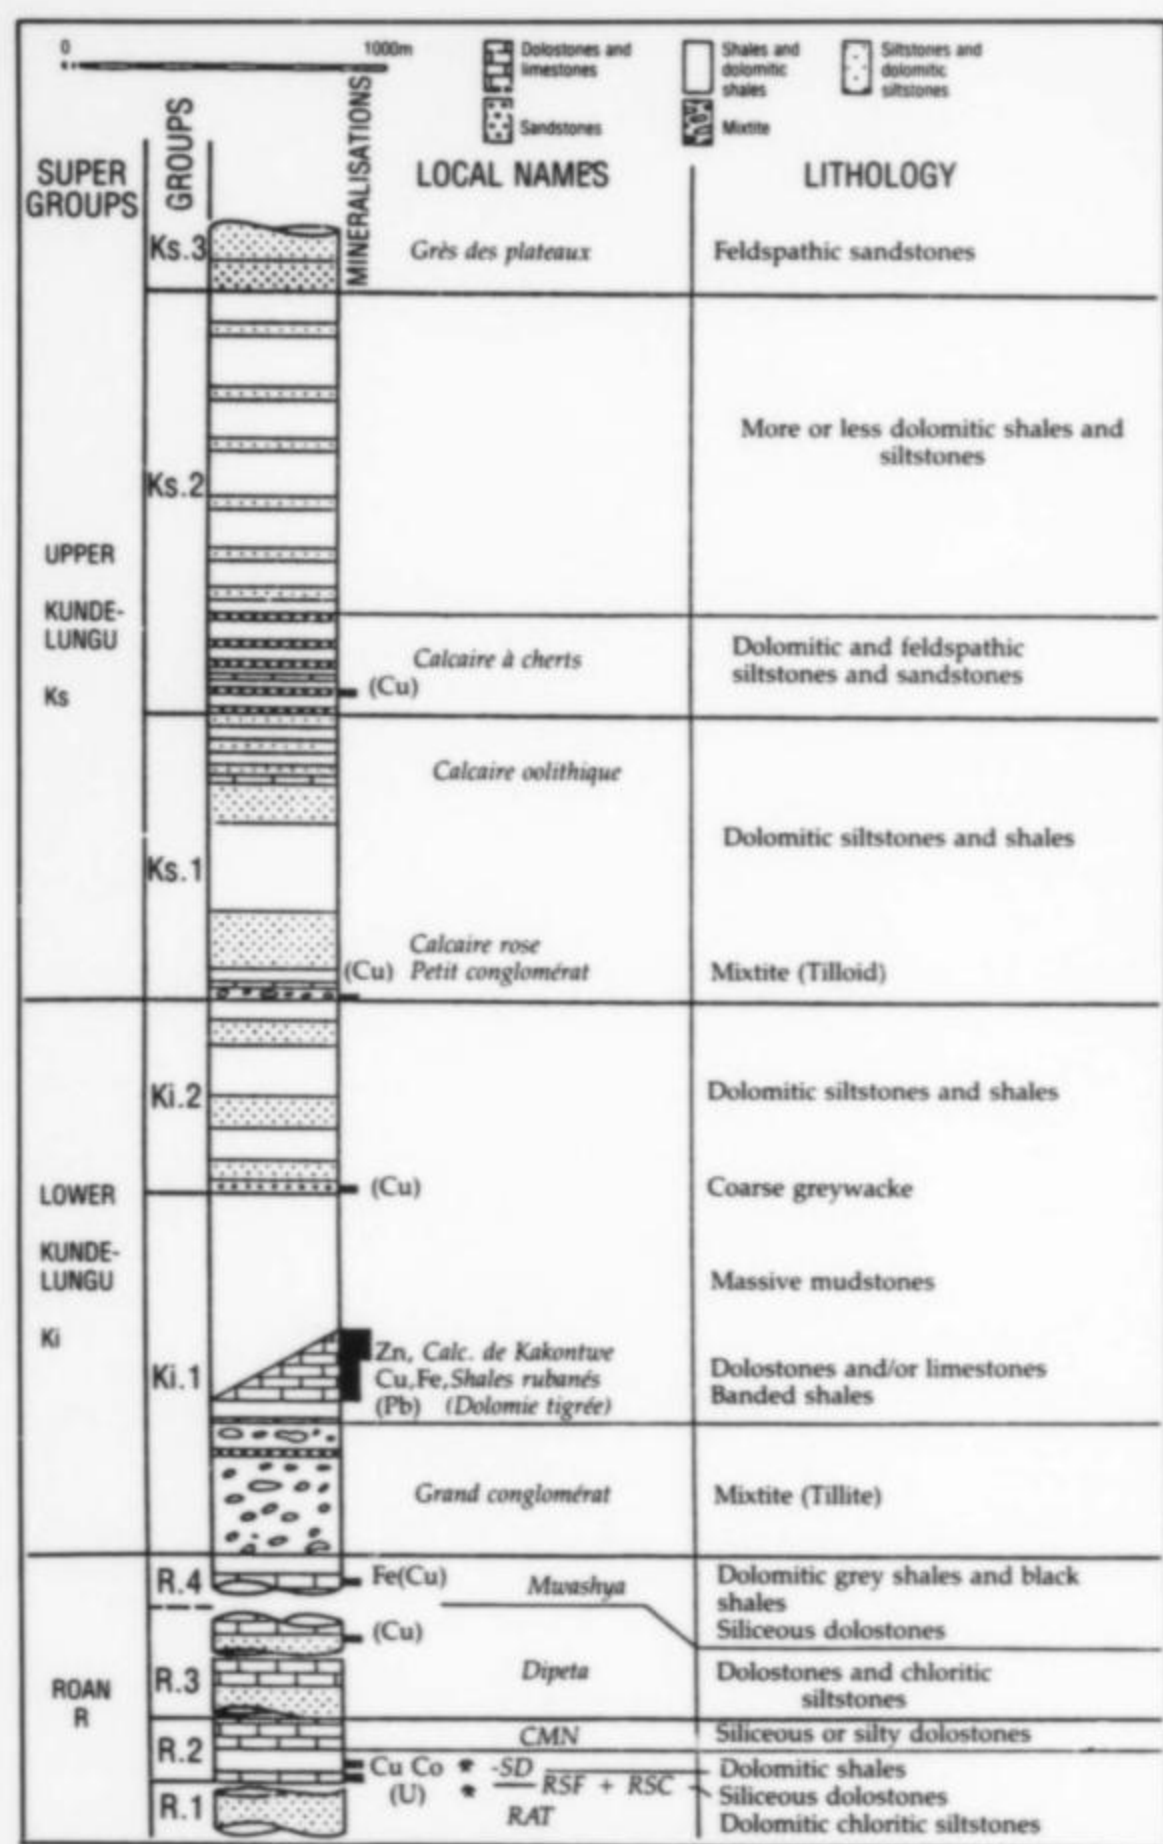 0 1000m
Dolostones and
limestones
Shales and
dolomitic
shales
Siltstones and
dolomitic
siltstones
Sandstones
Mixtite
SUPER
GROUPS
GROUPS
MINERALISATIONS
LOCAL NAMES
LITHOLOGY
Ks.3
Grès des plateaux
Feldspathic sandstones
Ks.2
More or less dolomitic shales and
siltstones
UPPER
KUNDE-
LUNGU
Ks
Calcaire à cherts
(Cu)
Dolomitic and feldspathic
siltstones and sandstones
Ks.1
Calcaire oolithique
Dolomitic siltstones and shales
Calcaire rose
(Cu) Petit conglomérat
Mixtite (Tilloid)
Ki.2
Dolomitic siltstones and shales
(Cu)
Coarse greywacke
LOWER
KUNDE-
LUNGU
Ki
Massive mudstones
Ki.1
Zn, Calc. de Kakontwe
Cu,Fe,Shales rubanés
(Pb) (Dolomie tigrée)
Dolostones and/or limestones
Banded shales
Grand conglomérat
Mixtite (Tillite)
ROAN
R
R.4
Fe(Cu)
Mwashya
Dolomitic grey shales and black
shales
Siliceous dolostones
(Cu)
R.3
Dipeta
Dolostones and chloritic
siltstones
R.2
CMN
Siliceous or silty dolostones
Cu Co * -SD
Dolomitic shales
(U) * RSF + RSC
Siliceous dolostones
R.1
RAT
Dolomitic chloritic siltstones